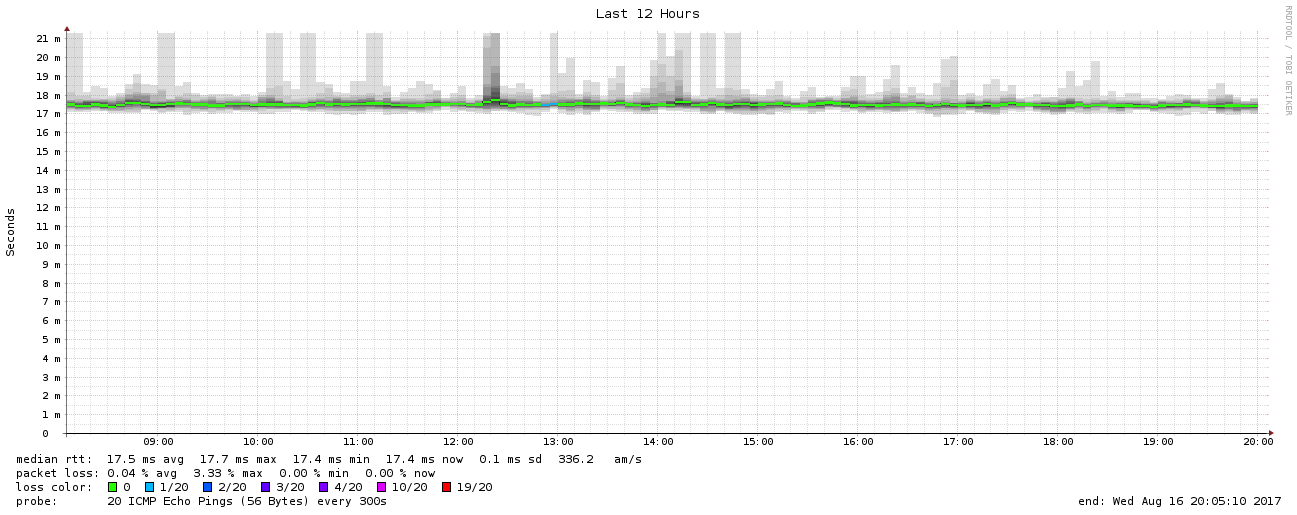 Last 12 Hours
RRDTOOL / TOBI OETIKER
21 m
20 m
19 m
18 m
17 m
16 m
15 m
14 m
13 m
12 m
11 m
10 m
9 m
8 m
7 m
6 m
5 m
4 m
3 m
2 m
1 m
0
Seconds
09:00 10:00 11:00 12:00 13:00 14:00 15:00 16:00 17:00 18:00 19:00 20:00
median rtt: 17.5 ms avg 17.7 ms max 17.4 ms min 17.4 ms now 0.1 ms sd 336.2 am/s
packet loss: 0.04 % avg 3.33 % max 0.00 % min 0.00 % now
loss color: 0 1/20 2/20 3/20 4/20 10/20 19/20
probe: 20 ICMP Echo Pings (56 Bytes) every 300s
end: Wed Aug 16 20:05:10 2017